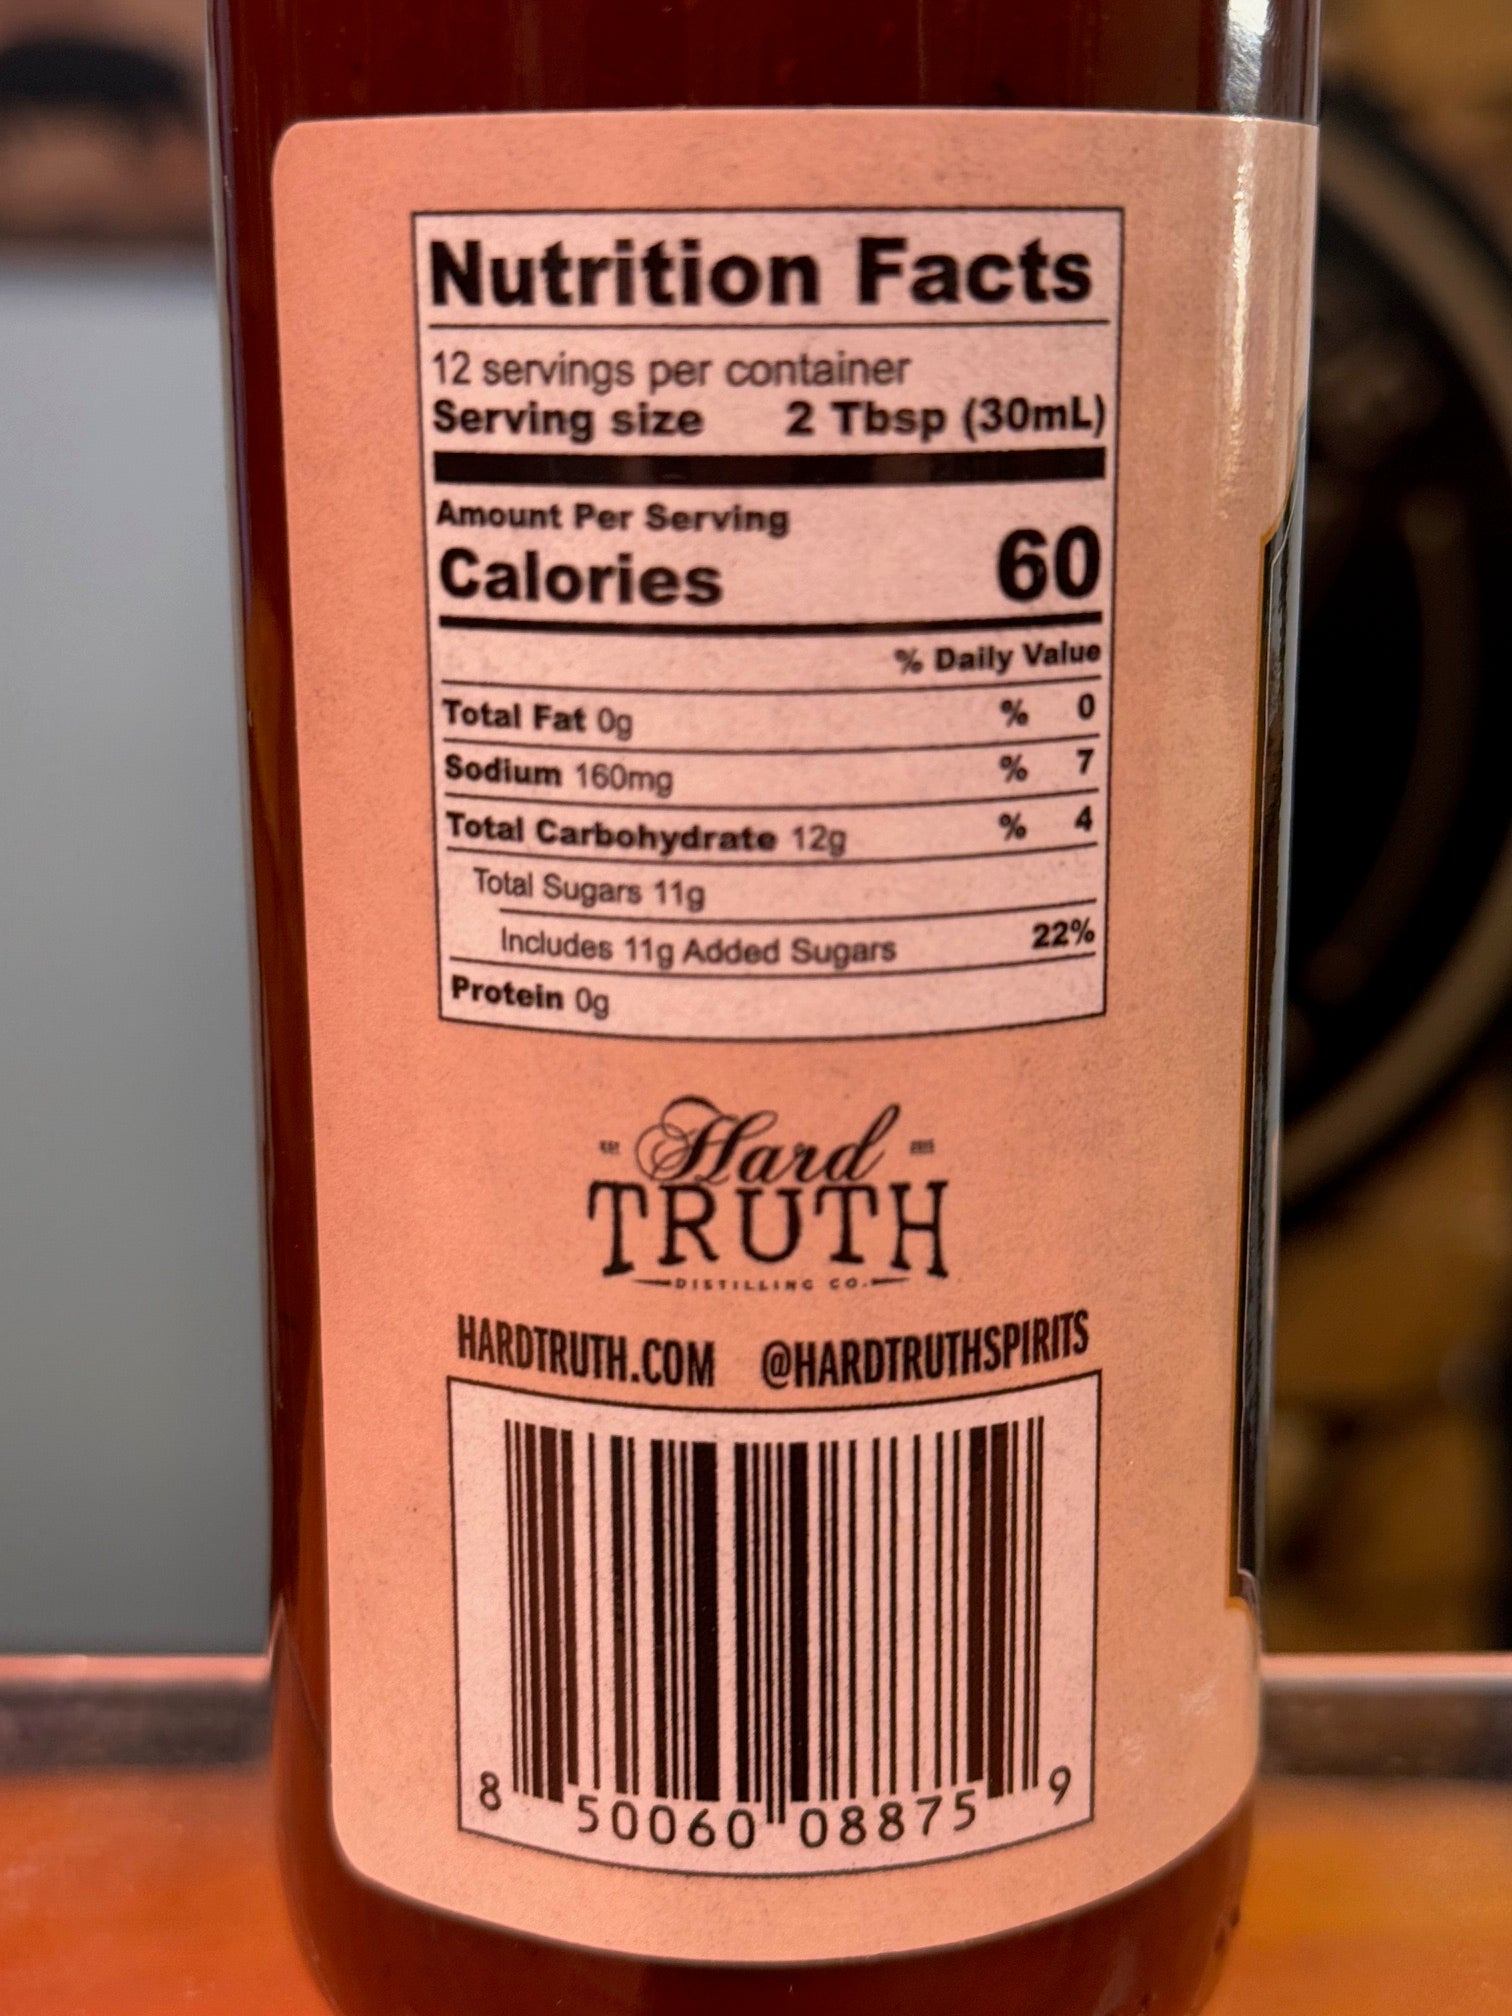 Nutrition Facts
12 servings per container
Serving size 2 Tbsp (30mL)
Amount Per Serving
Calories 60
% Daily Value
Total Fat 0g % 0
Sodium 160mg % 7
Total Carbohydrate 12g % 4
Total Sugars 11g
Includes 11g Added Sugars 22%
Protein 0g
Hard
TRUTH
DISTILLING CO.
HARDTRUTH.COM @HARDTRUTHSPIRITS
8 50060 08875 9